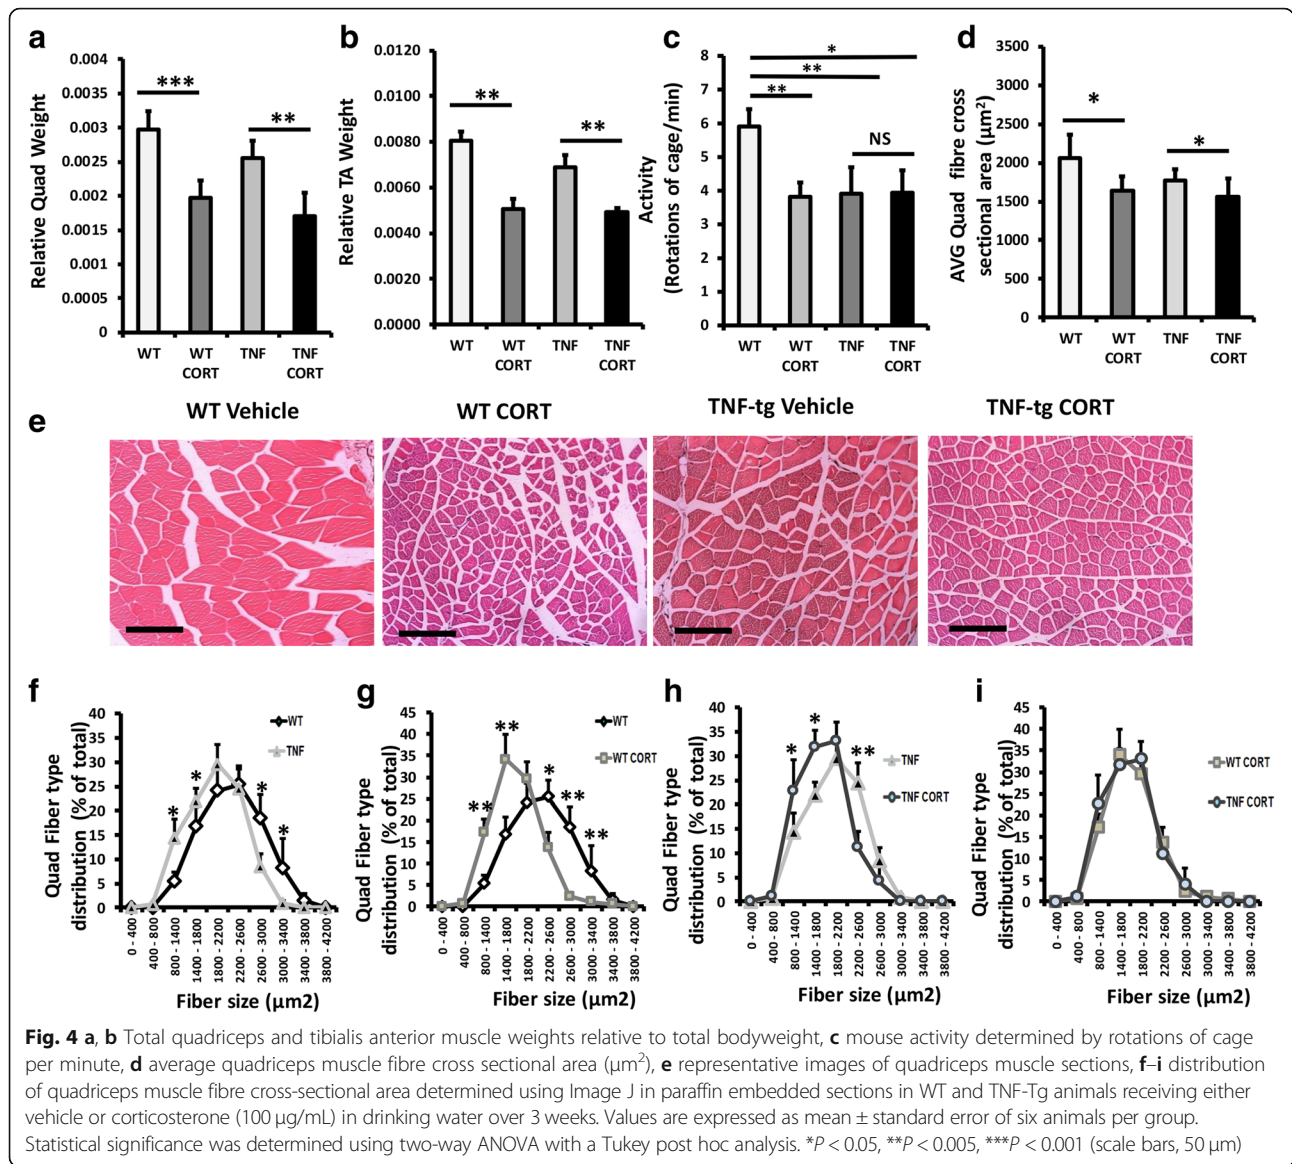 a
0.004
0.0035
0.003
0.0025
0.002
0.0015
0.001
0.0005
0
Relative Quad Weight
***
**
WT
WT CORT
TNF
TNF CORT
b
0.0120
0.0100
0.0080
0.0060
0.0040
0.0020
0.0000
Relative TA Weight
**
**
WT
WT CORT
TNF
TNF CORT
c
8
7
6
5
4
3
2
1
0
Activity
(Rotations of cage/min)
*
**
**
NS
WT
WT CORT
TNF
TNF CORT
d
3500
3000
2500
2000
1500
1000
500
0
AVG Quad fibre cross
sectional area (µm²)
*
*
WT
WT CORT
TNF
TNF CORT
e
WT Vehicle
WT CORT
TNF-tg Vehicle
TNF-tg CORT
f
40
35
30
25
20
15
10
5
0
Quad Fiber type
distribution (% of total)
WT
TNF
*
*
*
*
0 - 400
400 - 800
800 - 1400
1400 - 1800
1800 - 2200
2200 - 2600
2600 - 3000
3000 - 3400
3400 - 3800
3800 - 4200
Fiber size (µm2)
g
45
40
35
30
25
20
15
10
5
0
Quad Fiber type
distribution (% of total)
WT
WT CORT
**
**
*
**
**
0 - 400
400 - 800
800 - 1400
1400 - 1800
1800 - 2200
2200 - 2600
2600 - 3000
3000 - 3400
3400 - 3800
3800 - 4200
Fiber size (µm2)
h
40
35
30
25
20
15
10
5
0
Quad Fiber type
distribution (% of total)
TNF
TNF CORT
*
*
**
0 - 400
400 - 800
800 - 1400
1400 - 1800
1800 - 2200
2200 - 2600
2600 - 3000
3000 - 3400
3400 - 3800
3800 - 4200
Fiber size (µm2)
i
45
40
35
30
25
20
15
10
5
0
Quad Fiber type
distribution (% of total)
WT CORT
TNF CORT
0 - 400
400 - 800
800 - 1400
1400 - 1800
1800 - 2200
2200 - 2600
2600 - 3000
3000 - 3400
3400 - 3800
3800 - 4200
Fiber size (µm2)
Fig. 4 a, b Total quadriceps and tibialis anterior muscle weights relative to total bodyweight, c mouse activity determined by rotations of cage
per minute, d average quadriceps muscle fibre cross sectional area (µm²), e representative images of quadriceps muscle sections, f–i distribution
of quadriceps muscle fibre cross-sectional area determined using Image J in paraffin embedded sections in WT and TNF-Tg animals receiving either
vehicle or corticosterone (100 µg/mL) in drinking water over 3 weeks. Values are expressed as mean ± standard error of six animals per group.
Statistical significance was determined using two-way ANOVA with a Tukey post hoc analysis. *P < 0.05, **P < 0.005, ***P < 0.001 (scale bars, 50 µm)